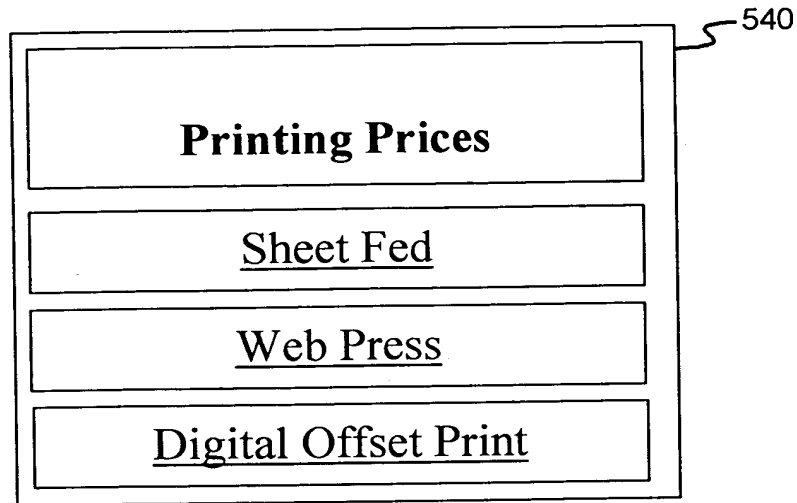 540
Printing Prices
Sheet Fed
Web Press
Digital Offset Print